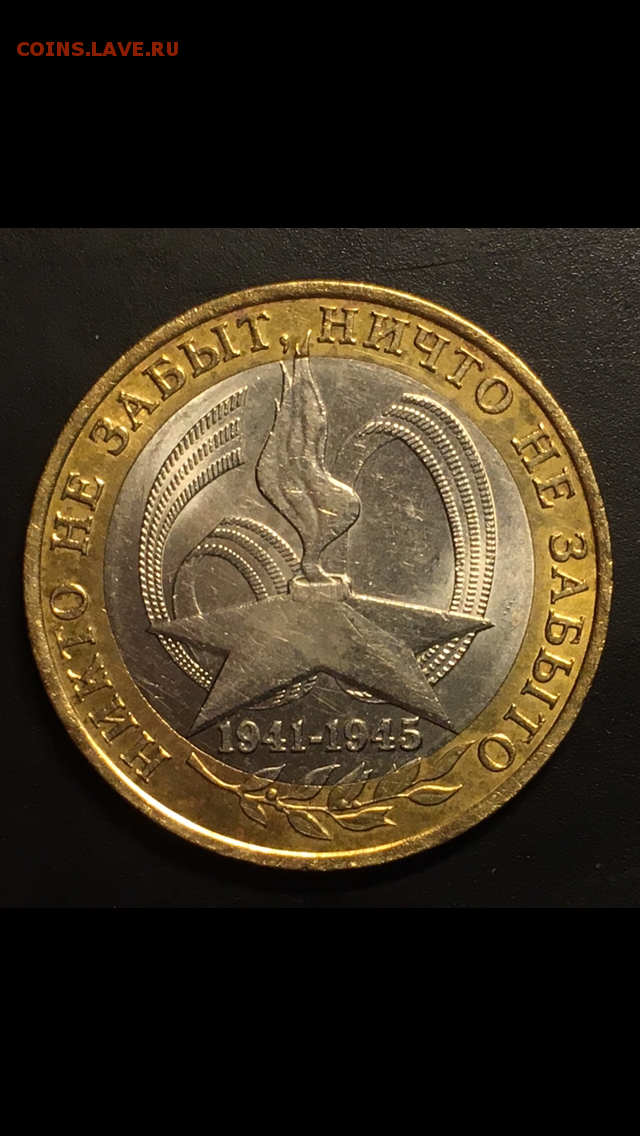 COINS.LAVE.RU
НИКТО НЕ ЗАБЫТ, НИЧТО НЕ ЗАБЫТО
1941-1945